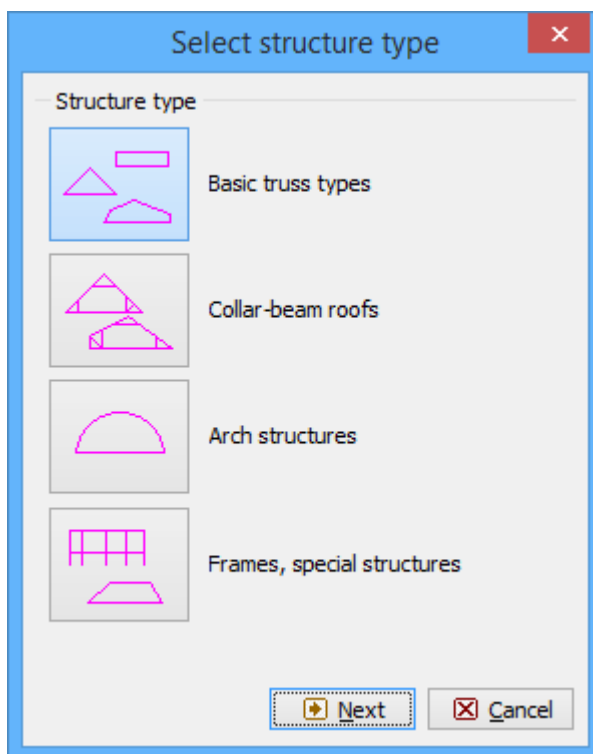 Select structure type
Structure type
Basic truss types
Collar-beam roofs
Arch structures
Frames, special structures
Next Cancel